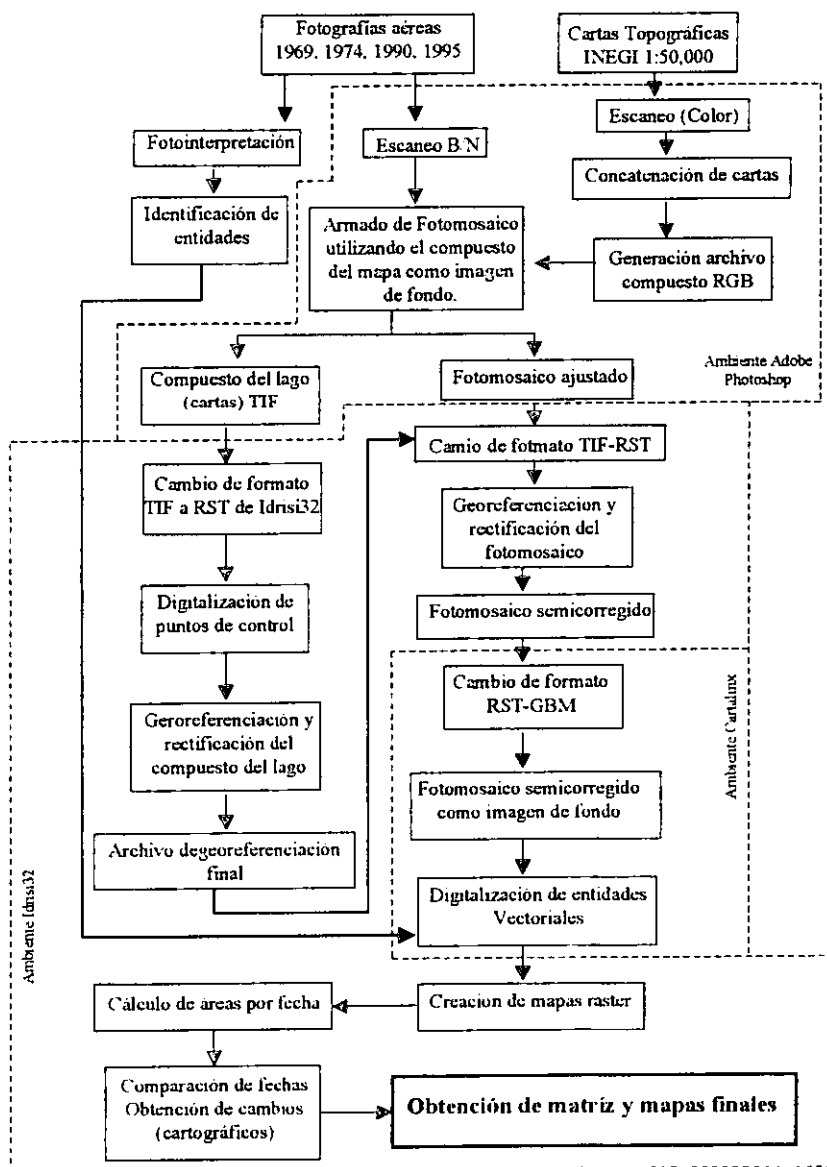 Fotografías aéreas
1969, 1974, 1990, 1995
Cartas Topográficas
INEGI 1:50,000
Fotointerpretación
Escaneo B/N
Escaneo (Color)
Concatenación de cartas
Identificación de
entidades
Armado de Fotomosaico
utilizando el compuesto
del mapa como imagen
de fondo.
Generación archivo
compuesto RGB
Ambiente Adobe
Photoshop
Compuesto del lago
(cartas) TIF
Fotomosaico ajustado
Camio de fotmato TIF-RST
Cambio de formato
TIF a RST de Idrisi32
Georeferenciacion y
rectificación del
fotomosaico
Digitalización de
puntos de control
Fotomosaico semicorregido
Cambio de formato
RST-GBM
Ambiente Cartalinx
Geroreferenciación y
rectificación del
compuesto del lago
Fotomosaico semicorregido
como imagen de fondo
Archivo degeoreferenciación
final
Digitalización de entidades
Vectoriales
Ambiente Idrisi32
Cálculo de áreas por fecha
Creacion de mapas raster
Comparación de fechas
Obtención de cambios
(cartográficos)
Obtención de matríz y mapas finales